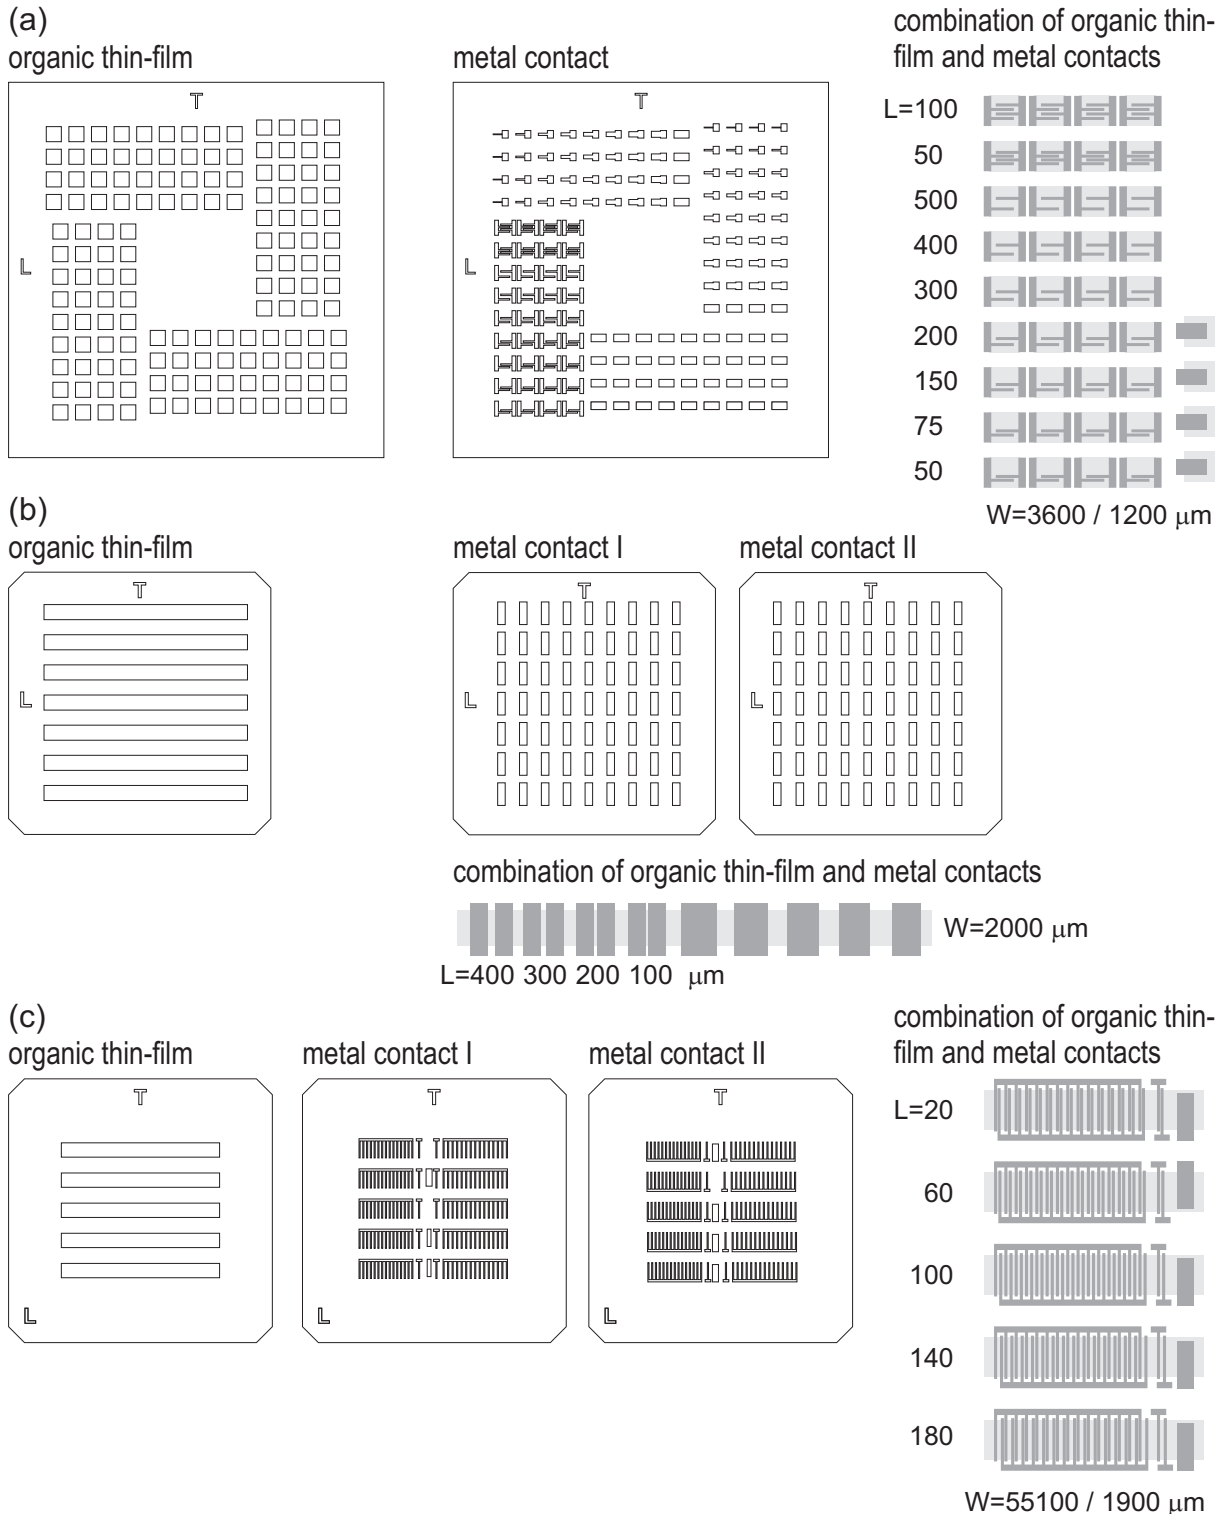 (a)
organic thin-film
metal contact
combination of organic thin-
film and metal contacts
T
L
T
L
L=100
50
500
400
300
200
150
75
50
W=3600 / 1200 μm
(b)
organic thin-film
metal contact I
metal contact II
T
L
T
L
T
L
combination of organic thin-film and metal contacts
W=2000 μm
L=400 300 200 100 μm
(c)
organic thin-film
metal contact I
metal contact II
combination of organic thin-
film and metal contacts
T
L
T
L
T
L
L=20
60
100
140
180
W=55100 / 1900 μm